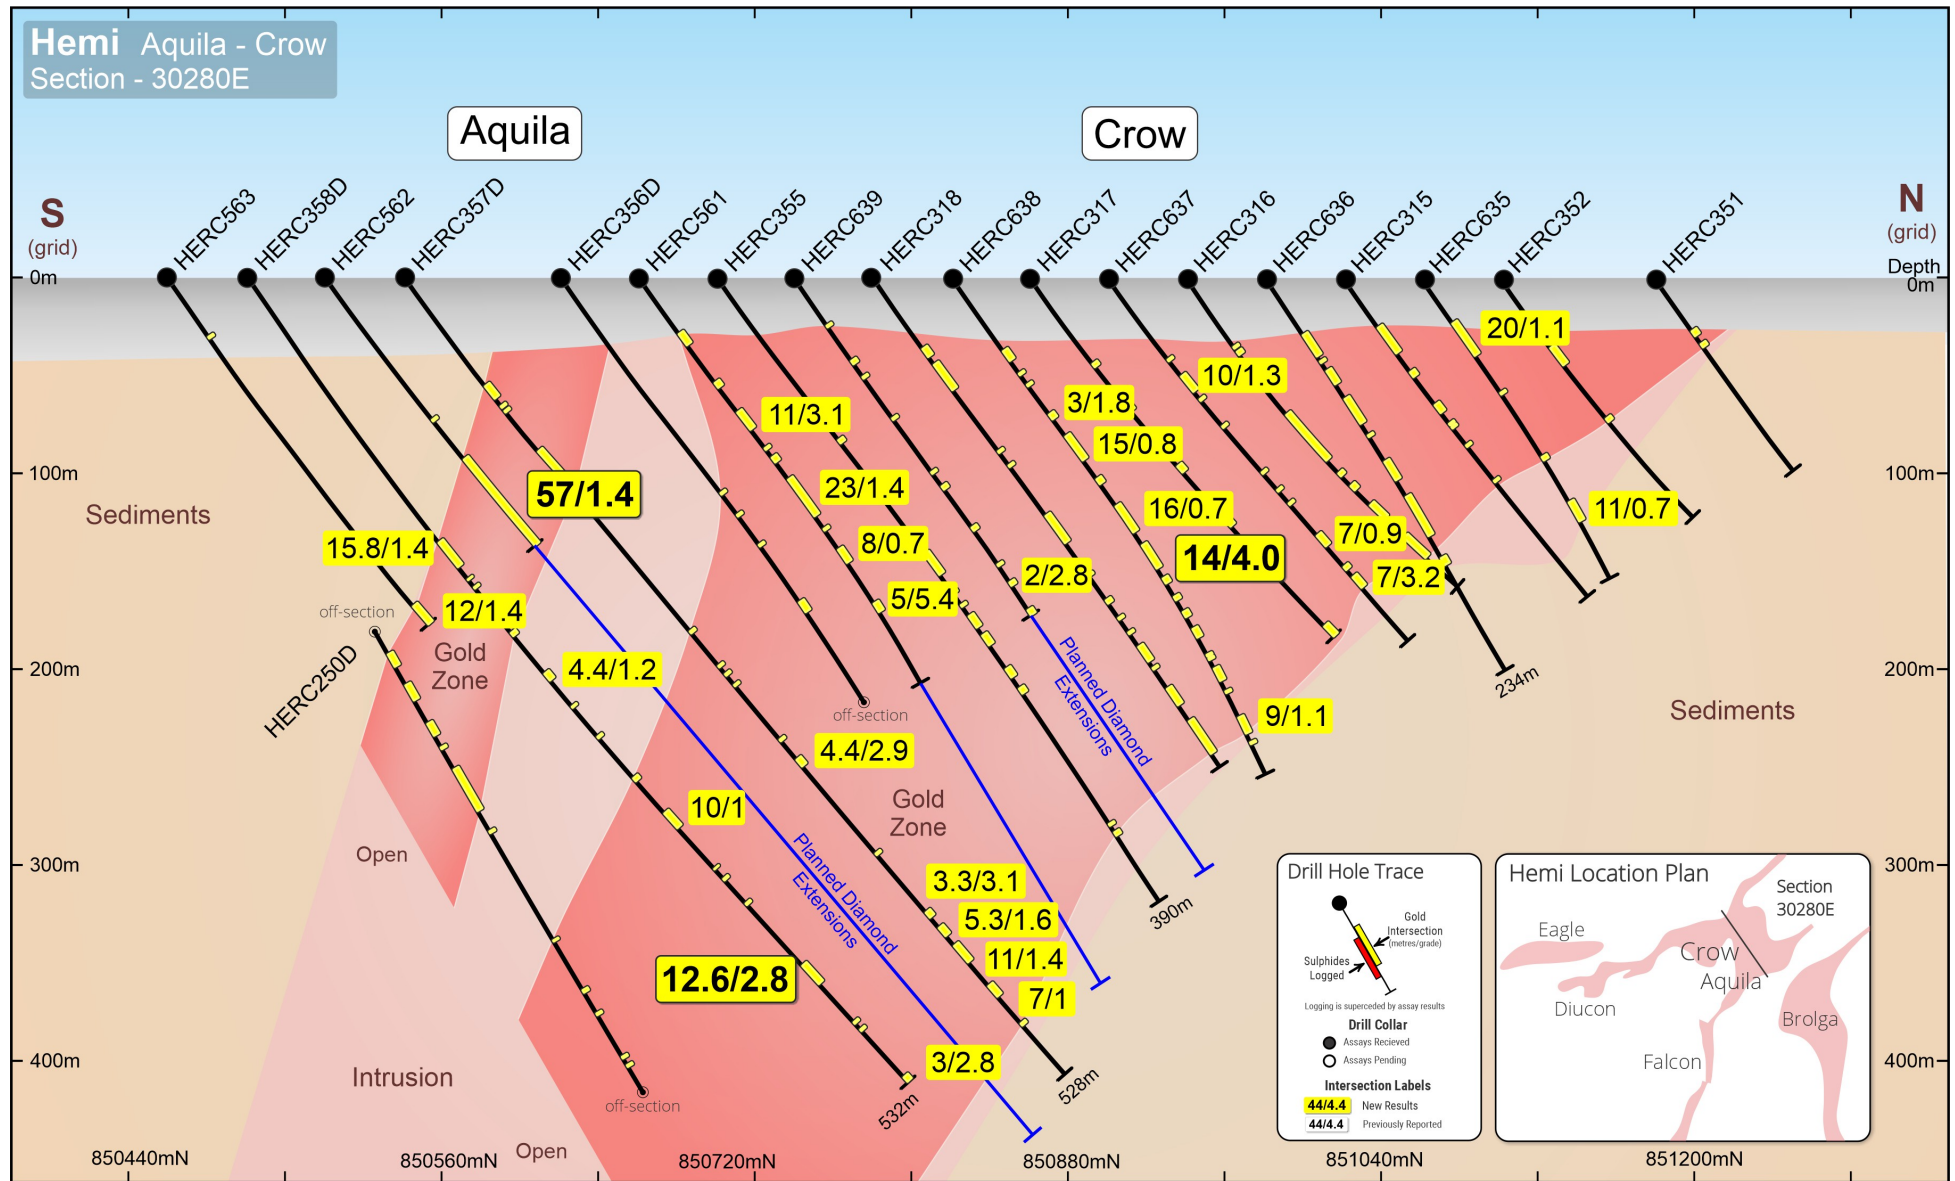 Hemi Aquila - Crow
Section - 30280E
Aquila
Crow
S
(grid)
N
(grid)
Depth
0m
0m
HERC563
HERC358D
HERC562
HERC357D
HERC356D
HERC561
HERC355
HERC639
HERC318
HERC638
HERC317
HERC637
HERC316
HERC636
HERC315
HERC635
HERC352
HERC351
20/1.1
10/1.3
3/1.8
11/3.1
15/0.8
100m
100m
57/1.4
23/1.4
16/0.7
11/0.7
Sediments
7/0.9
8/0.7
15.8/1.4
14/4.0
2/2.8
7/3.2
5/5.4
off-section
12/1.4
HERC250D
Gold
Zone
4.4/1.2
200m
200m
234m
Planned Diamond
Extensions
off-section
9/1.1
Sediments
4.4/2.9
10/1
Gold
Zone
Open
300m
300m
Planned Diamond
Extensions
3.3/3.1
5.3/1.6
390m
11/1.4
12.6/2.8
7/1
3/2.8
400m
400m
Intrusion
528m
532m
off-section
Open
850440mN
850560mN
850720mN
850880mN
851040mN
851200mN
Drill Hole Trace
Gold
Intersection
(metres/grade)
Sulphides
Logged
Logging is superceded by assay results
Drill Collar
Assays Recieved
Assays Pending
Intersection Labels
44/4.4 New Results
44/4.4 Previously Reported
Hemi Location Plan
Section
30280E
Eagle
Crow
Aquila
Diucon
Brolga
Falcon